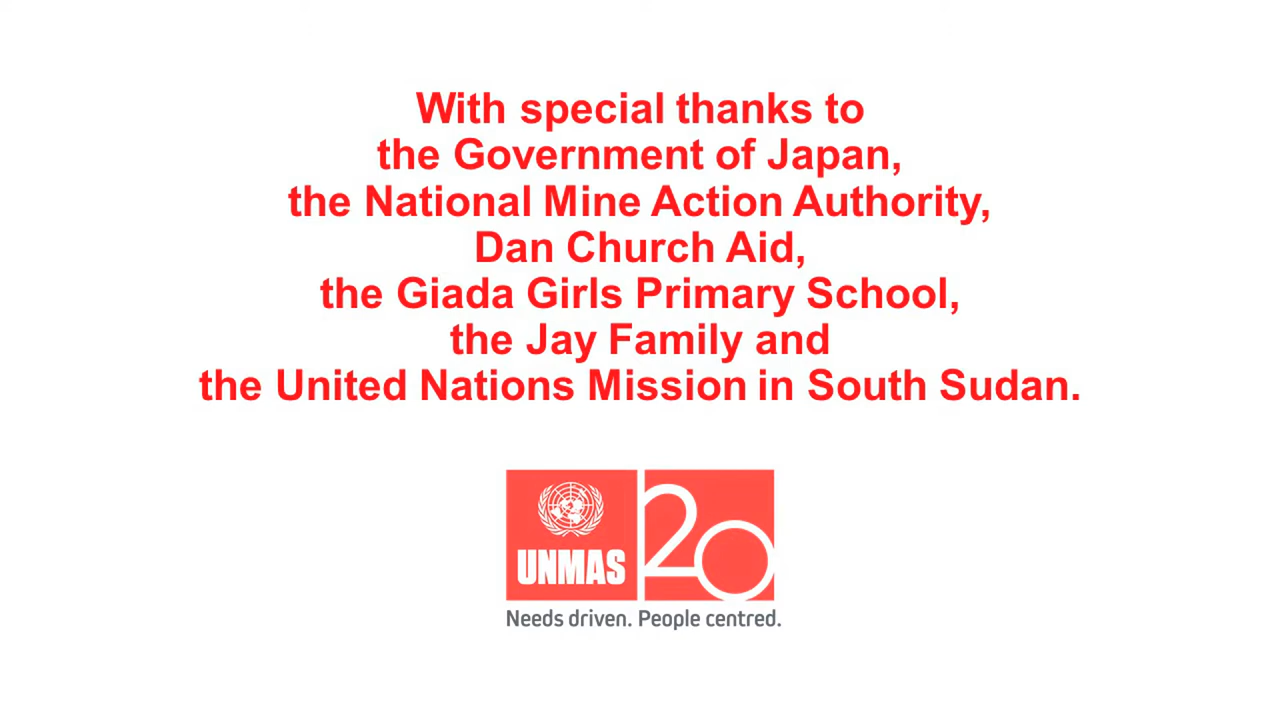 With special thanks to
the Government of Japan,
the National Mine Action Authority,
Dan Church Aid,
the Giada Girls Primary School,
the Jay Family and
the United Nations Mission in South Sudan.
UNMAS 20
Needs driven. People centred.